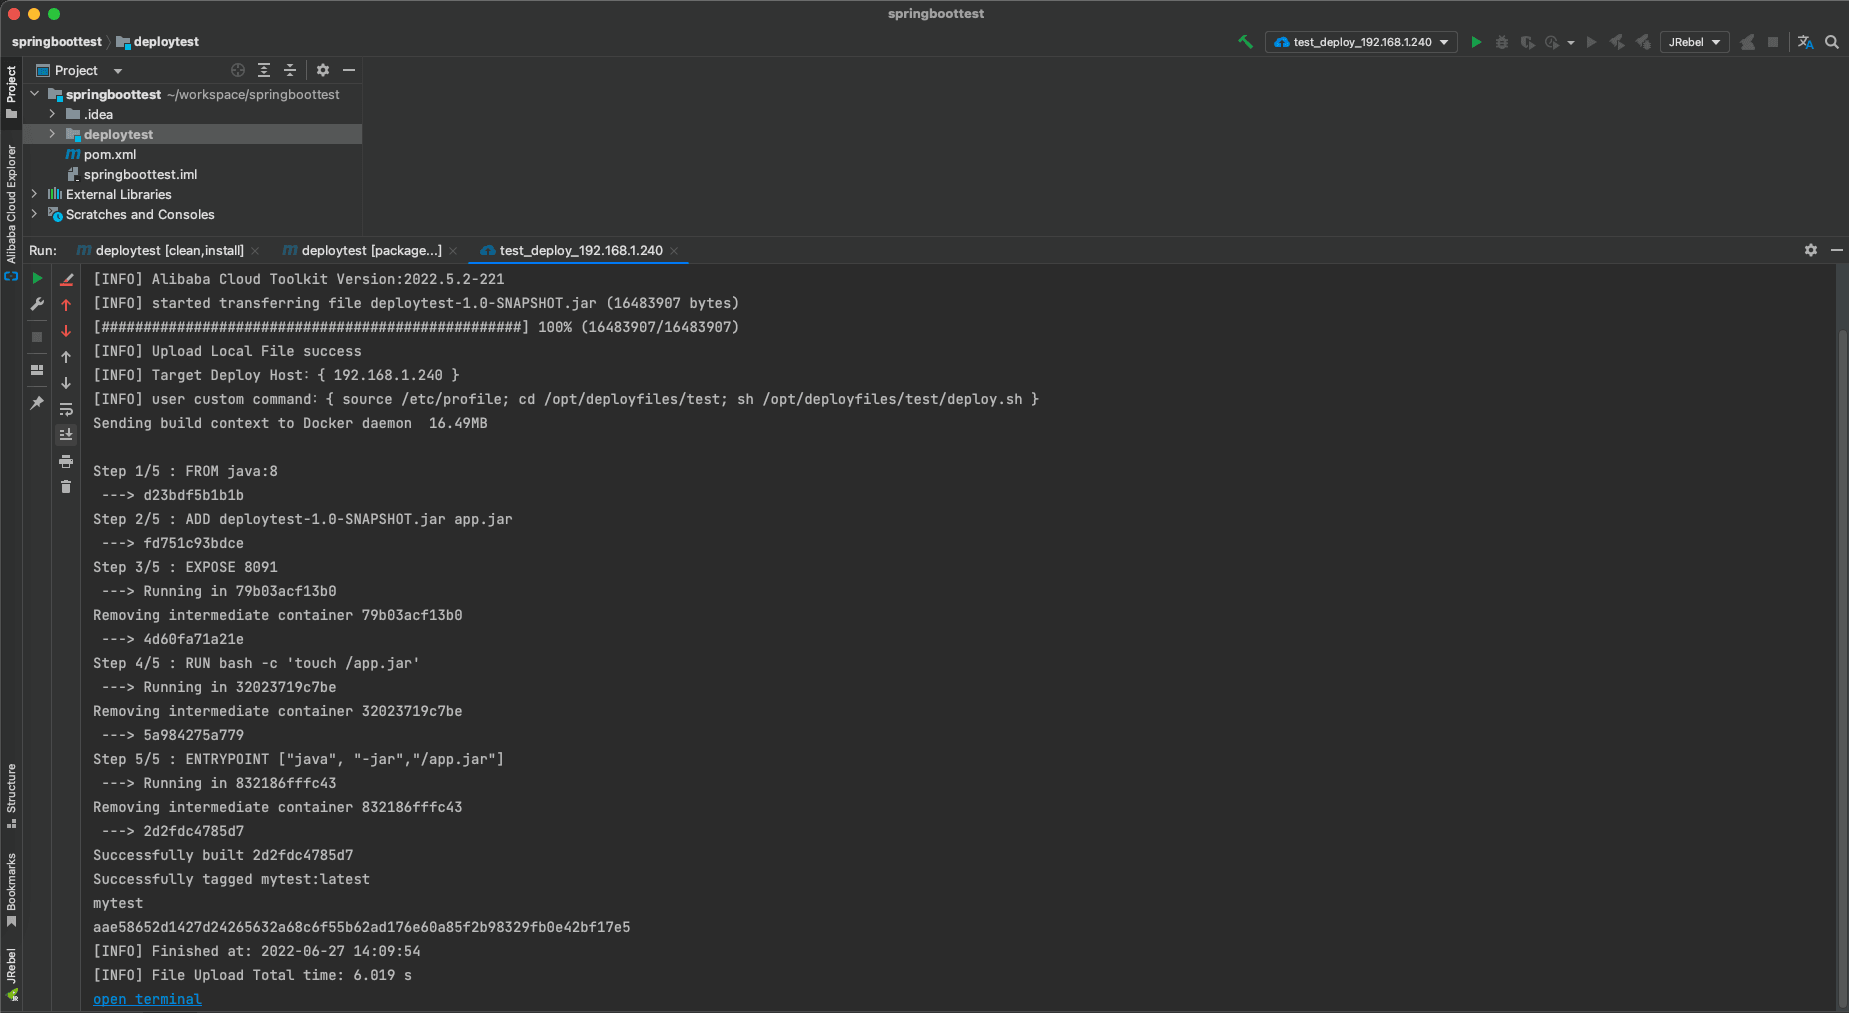 springboottest
springboottest
deploytest
test_deploy_192.168.1.240
JRebel
Project
Project
springboottest ~/workspace/springboottest
.idea
deploytest
pom.xml
springboottest.iml
External Libraries
Scratches and Consoles
Alibaba Cloud Explorer
Run:
deploytest [clean,install]
deploytest [package...]
test_deploy_192.168.1.240
[INFO] Alibaba Cloud Toolkit Version:2022.5.2-221
[INFO] started transferring file deploytest-1.0-SNAPSHOT.jar (16483907 bytes)
[##################################################] 100% (16483907/16483907)
[INFO] Upload Local File success
[INFO] Target Deploy Host: { 192.168.1.240 }
[INFO] user custom command: { source /etc/profile; cd /opt/deployfiles/test; sh /opt/deployfiles/test/deploy.sh }
Sending build context to Docker daemon  16.49MB
Step 1/5 : FROM java:8
---> d23bdf5b1b1b
Step 2/5 : ADD deploytest-1.0-SNAPSHOT.jar app.jar
---> fd751c93bdce
Step 3/5 : EXPOSE 8091
---> Running in 79b03acf13b0
Removing intermediate container 79b03acf13b0
---> 4d60fa71a21e
Step 4/5 : RUN bash -c 'touch /app.jar'
---> Running in 32023719c7be
Removing intermediate container 32023719c7be
---> 5a984275a779
Step 5/5 : ENTRYPOINT ["java", "-jar","/app.jar"]
---> Running in 832186fffc43
Removing intermediate container 832186fffc43
---> 2d2fdc4785d7
Successfully built 2d2fdc4785d7
Successfully tagged mytest:latest
mytest
aae58652d1427d24265632a68c6f55b62ad176e60a85f2b98329fb0e42bf17e5
[INFO] Finished at: 2022-06-27 14:09:54
[INFO] File Upload Total time: 6.019 s
open terminal
Structure
Bookmarks
JRebel